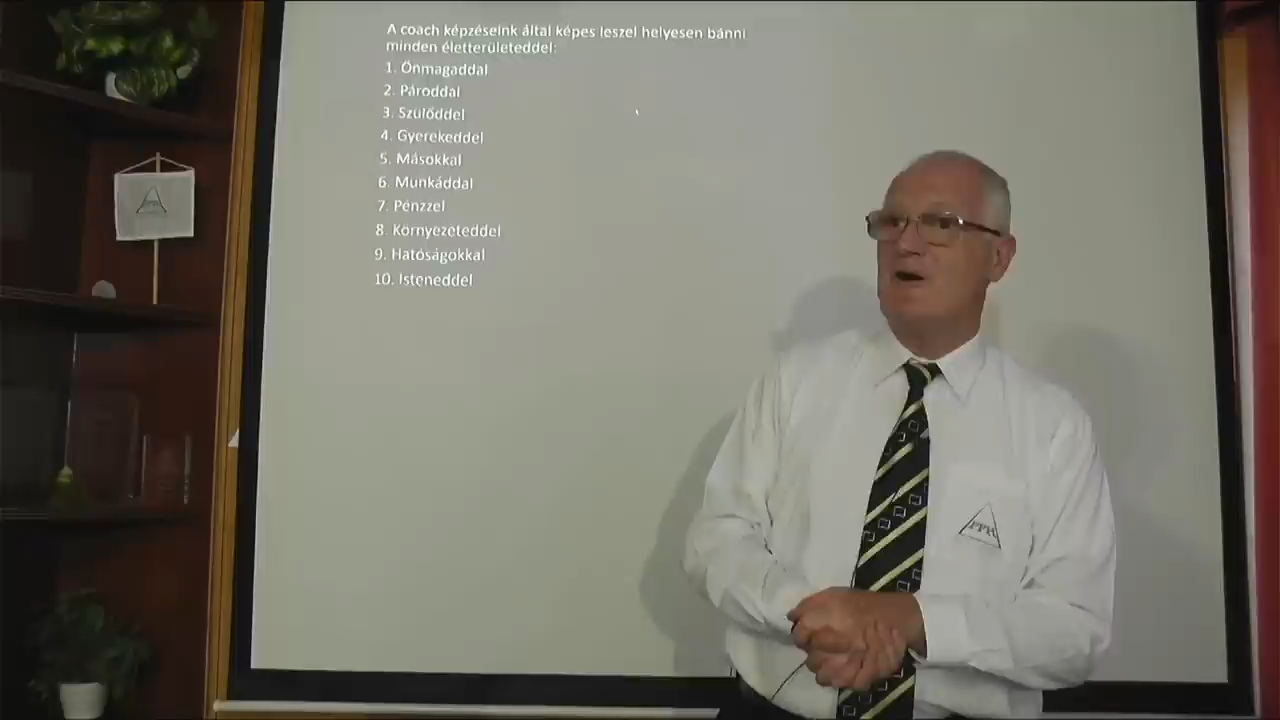 A coach képzéseink által képes leszel helyesen bánni
minden életterületeddel:
1. Önmagaddal
2. Pároddal
3. Szülőddel
4. Gyerekeddel
5. Másokkal
6. Munkáddal
7. Pénzzel
8. Környezeteddel
9. Hatóságokkal
10. Isteneddel